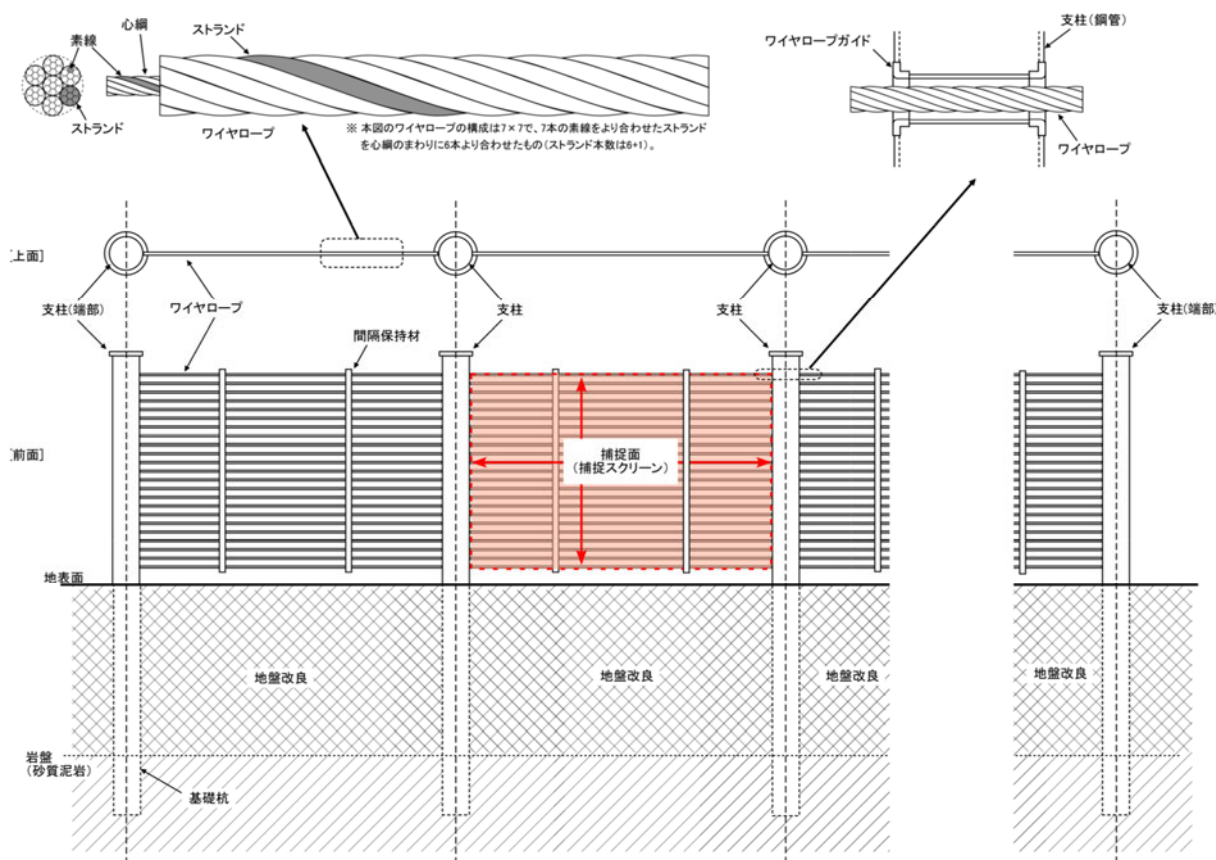 心綱
素線
ストランド
ストランド
ワイヤロープ
※ 本図のワイヤロープの構成は7×7で、7本の素線をより合わせたストランド
を心綱のまわりに6本より合わせたもの(ストランド本数は6+1)。
支柱(鋼管)
ワイヤロープガイド
ワイヤロープ
[上面]
支柱(端部)
ワイヤロープ
支柱
支柱
支柱(端部)
間隔保持材
[前面]
捕捉面
(捕捉スクリーン)
地表面
地盤改良
地盤改良
地盤改良
地盤改良
岩盤
(砂質泥岩)
基礎杭